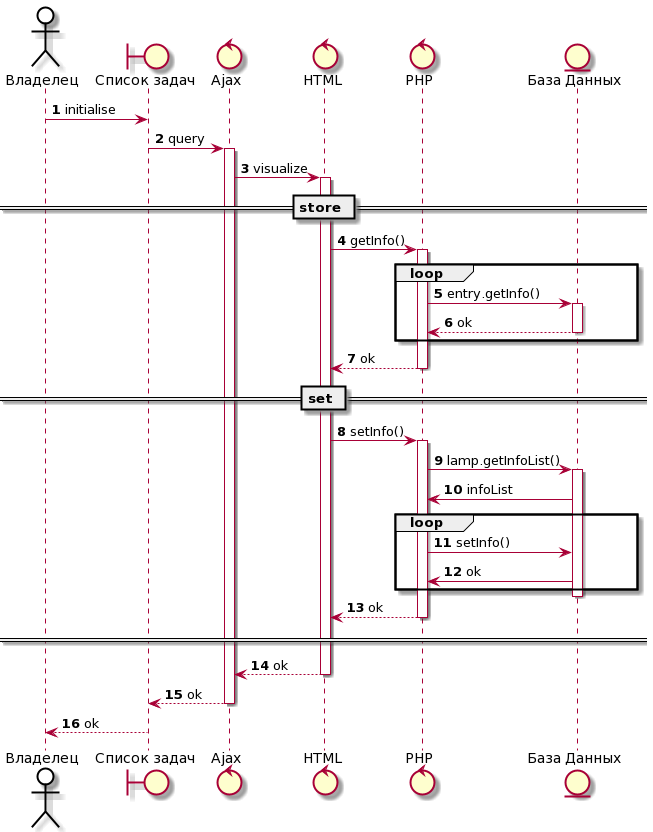 Владелец Список задач Ajax HTML PHP База Данных
1 initialise
2 query
3 visualize
store
4 getInfo()
loop
5 entry.getInfo()
6 ok
7 ok
set
8 setInfo()
9 lamp.getInfoList()
10 infoList
loop
11 setInfo()
12 ok
13 ok
14 ok
15 ok
16 ok
Владелец Список задач Ajax HTML PHP База Данных